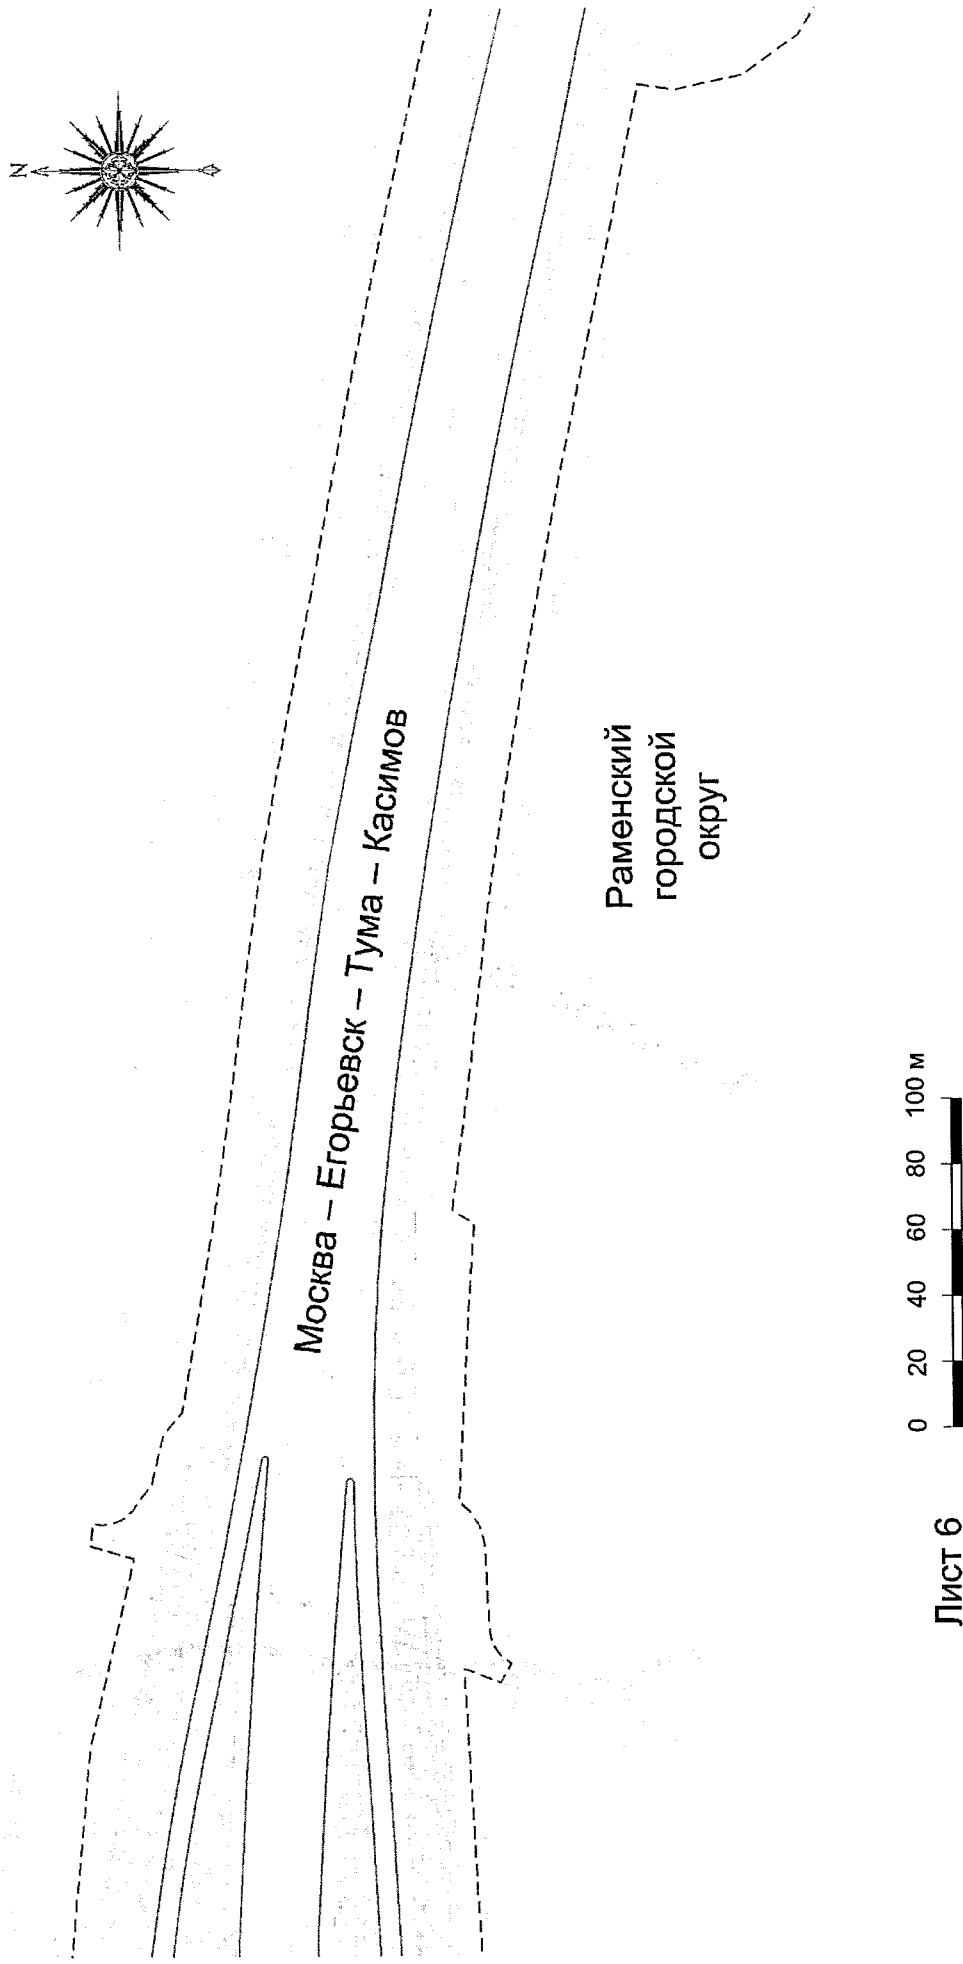 N
Москва – Егорьевск – Тума – Касимов
Раменский
городской
округ
0 20 40 60 80 100 м
Лист 6